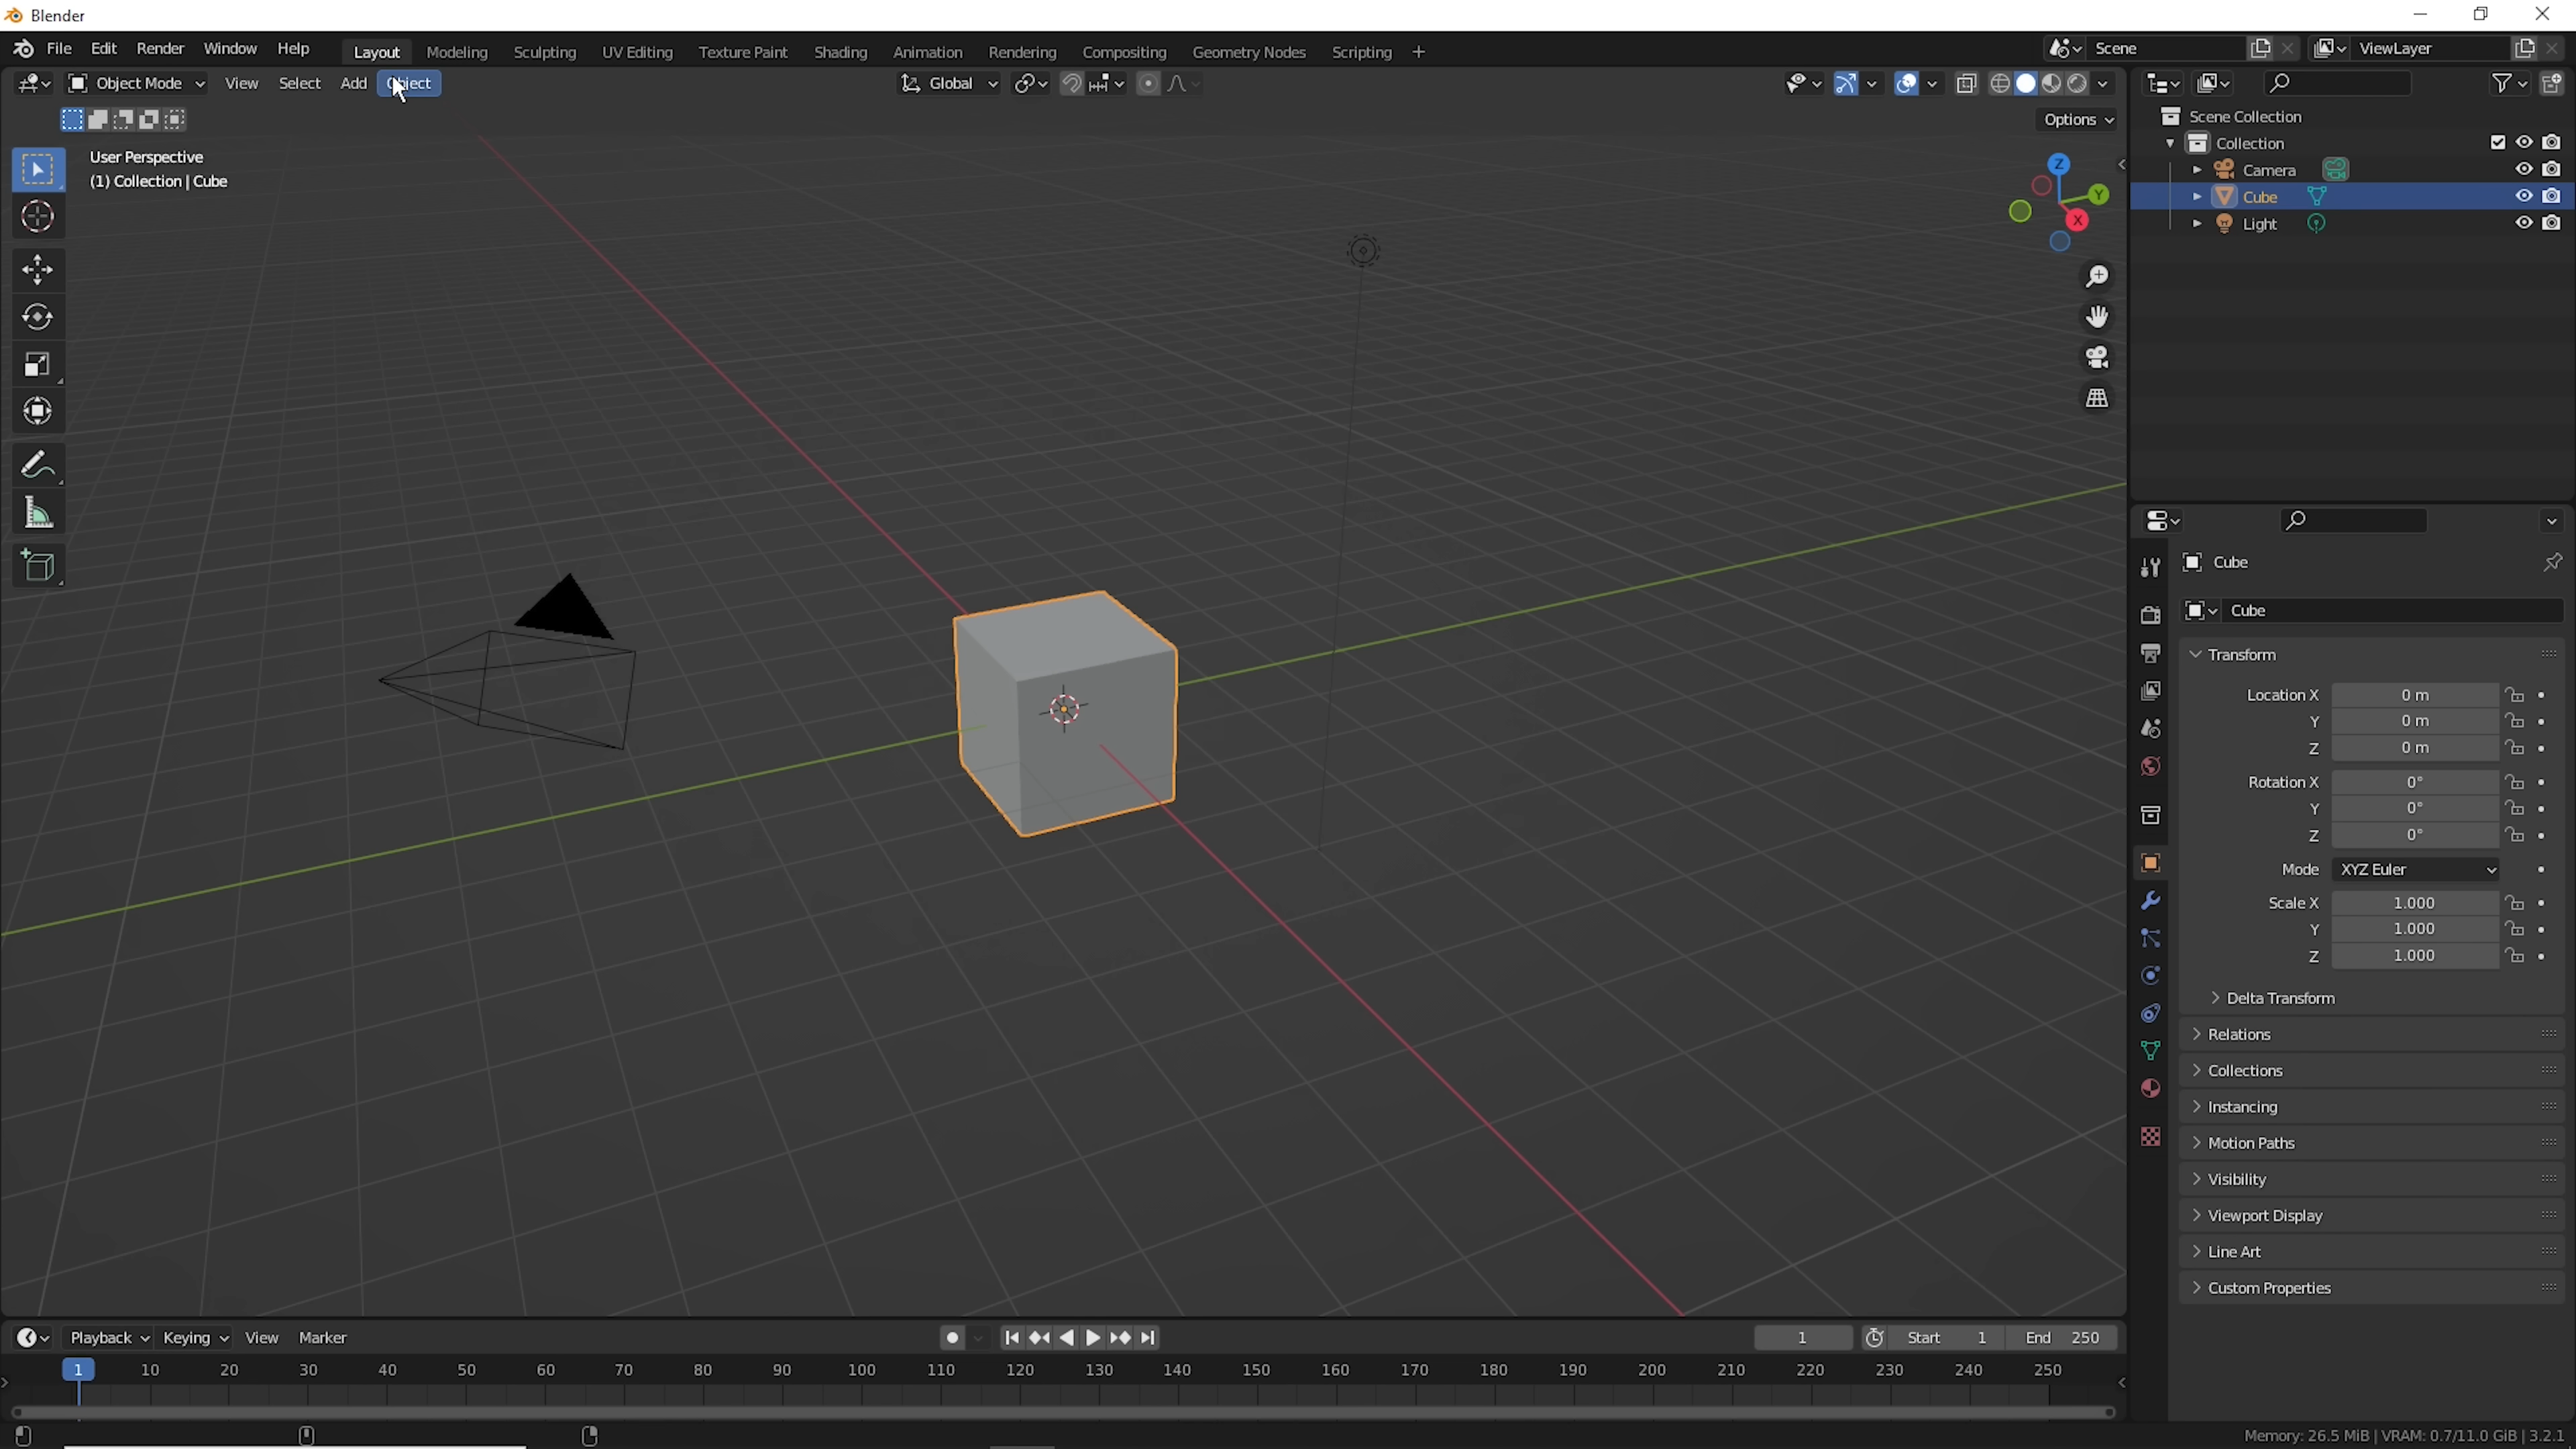 Blender
File Edit Render Window Help Layout Modeling Sculpting UV Editing Texture Paint Shading Animation Rendering Compositing Geometry Nodes Scripting + Scene ViewLayer
Object Mode View Select Add Object Global
Options
User Perspective
(1) Collection | Cube
Z
Y
X
Scene Collection
Collection
Camera
Cube
Light
Cube
Cube
Transform
Location X 0 m
Y 0 m
Z 0 m
Rotation X 0°
Y 0°
Z 0°
Mode XYZ Euler
Scale X 1.000
Y 1.000
Z 1.000
Delta Transform
Relations
Collections
Instancing
Motion Paths
Visibility
Viewport Display
Line Art
Custom Properties
Playback Keying View Marker 1 Start 1 End 250
1 10 20 30 40 50 60 70 80 90 100 110 120 130 140 150 160 170 180 190 200 210 220 230 240 250
Memory: 26.5 MiB | VRAM: 0.7/11.0 GiB | 3.2.1